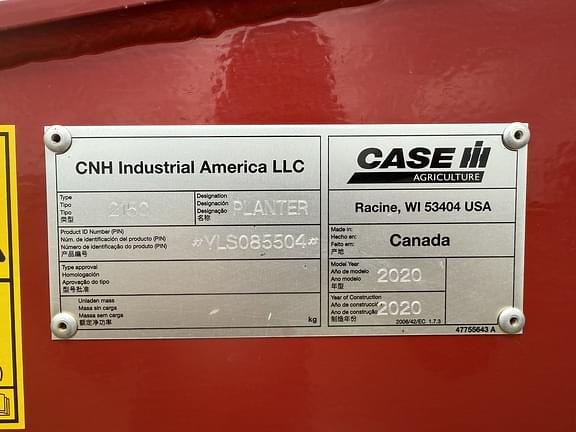 CNH Industrial America LLC
Type
Tipo
Tipo
类型
2150
Designation
Designación
Designação
名称
PLANTER
Product ID Number (PIN)
Núm. de identificación del producto (PIN)
Número de identificação do produto (PIN)
产品编号
*YLS085504*
Type approval
Homologación
Aprovação do tipo
型号批准
Unladen mass
Masa sin carga
Massa sem carga
额定净功率
kg
CASE IH
AGRICULTURE
Racine, WI 53404 USA
Made in:
Hecho en:
Feito em:
产地
Canada
Model Year
Año de modelo
Ano do modelo
年型
2020
Year of Construction
Año de construcción
Ano de construção
制造年份
2020
2006/42/EC 1.7.3
47755643 A